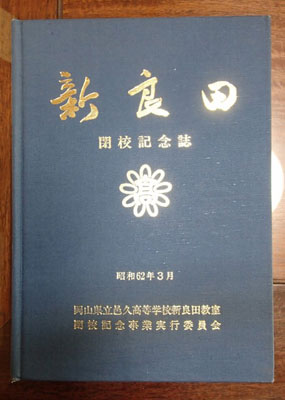 新良田
閉校記念誌
高
昭和62年3月
岡山県立邑久高等学校新良田教室
閉校記念事業実行委員会